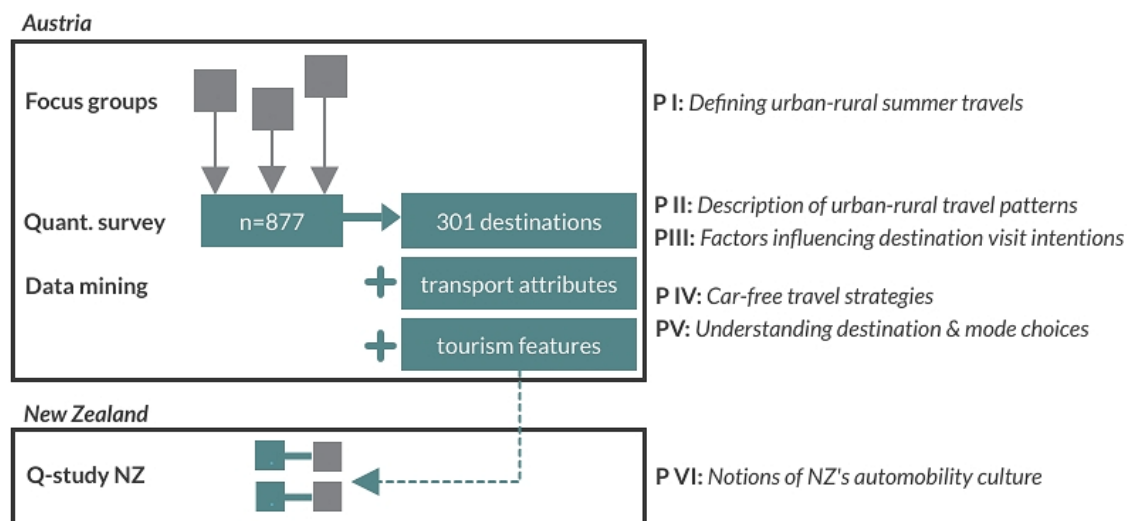 Austria
Focus groups
P I: Defining urban-rural summer travels
Quant. survey
n=877
301 destinations
P II: Description of urban-rural travel patterns
PIII: Factors influencing destination visit intentions
Data mining
+ transport attributes
P IV: Car-free travel strategies
PV: Understanding destination & mode choices
+ tourism features
New Zealand
Q-study NZ
P VI: Notions of NZ's automobility culture